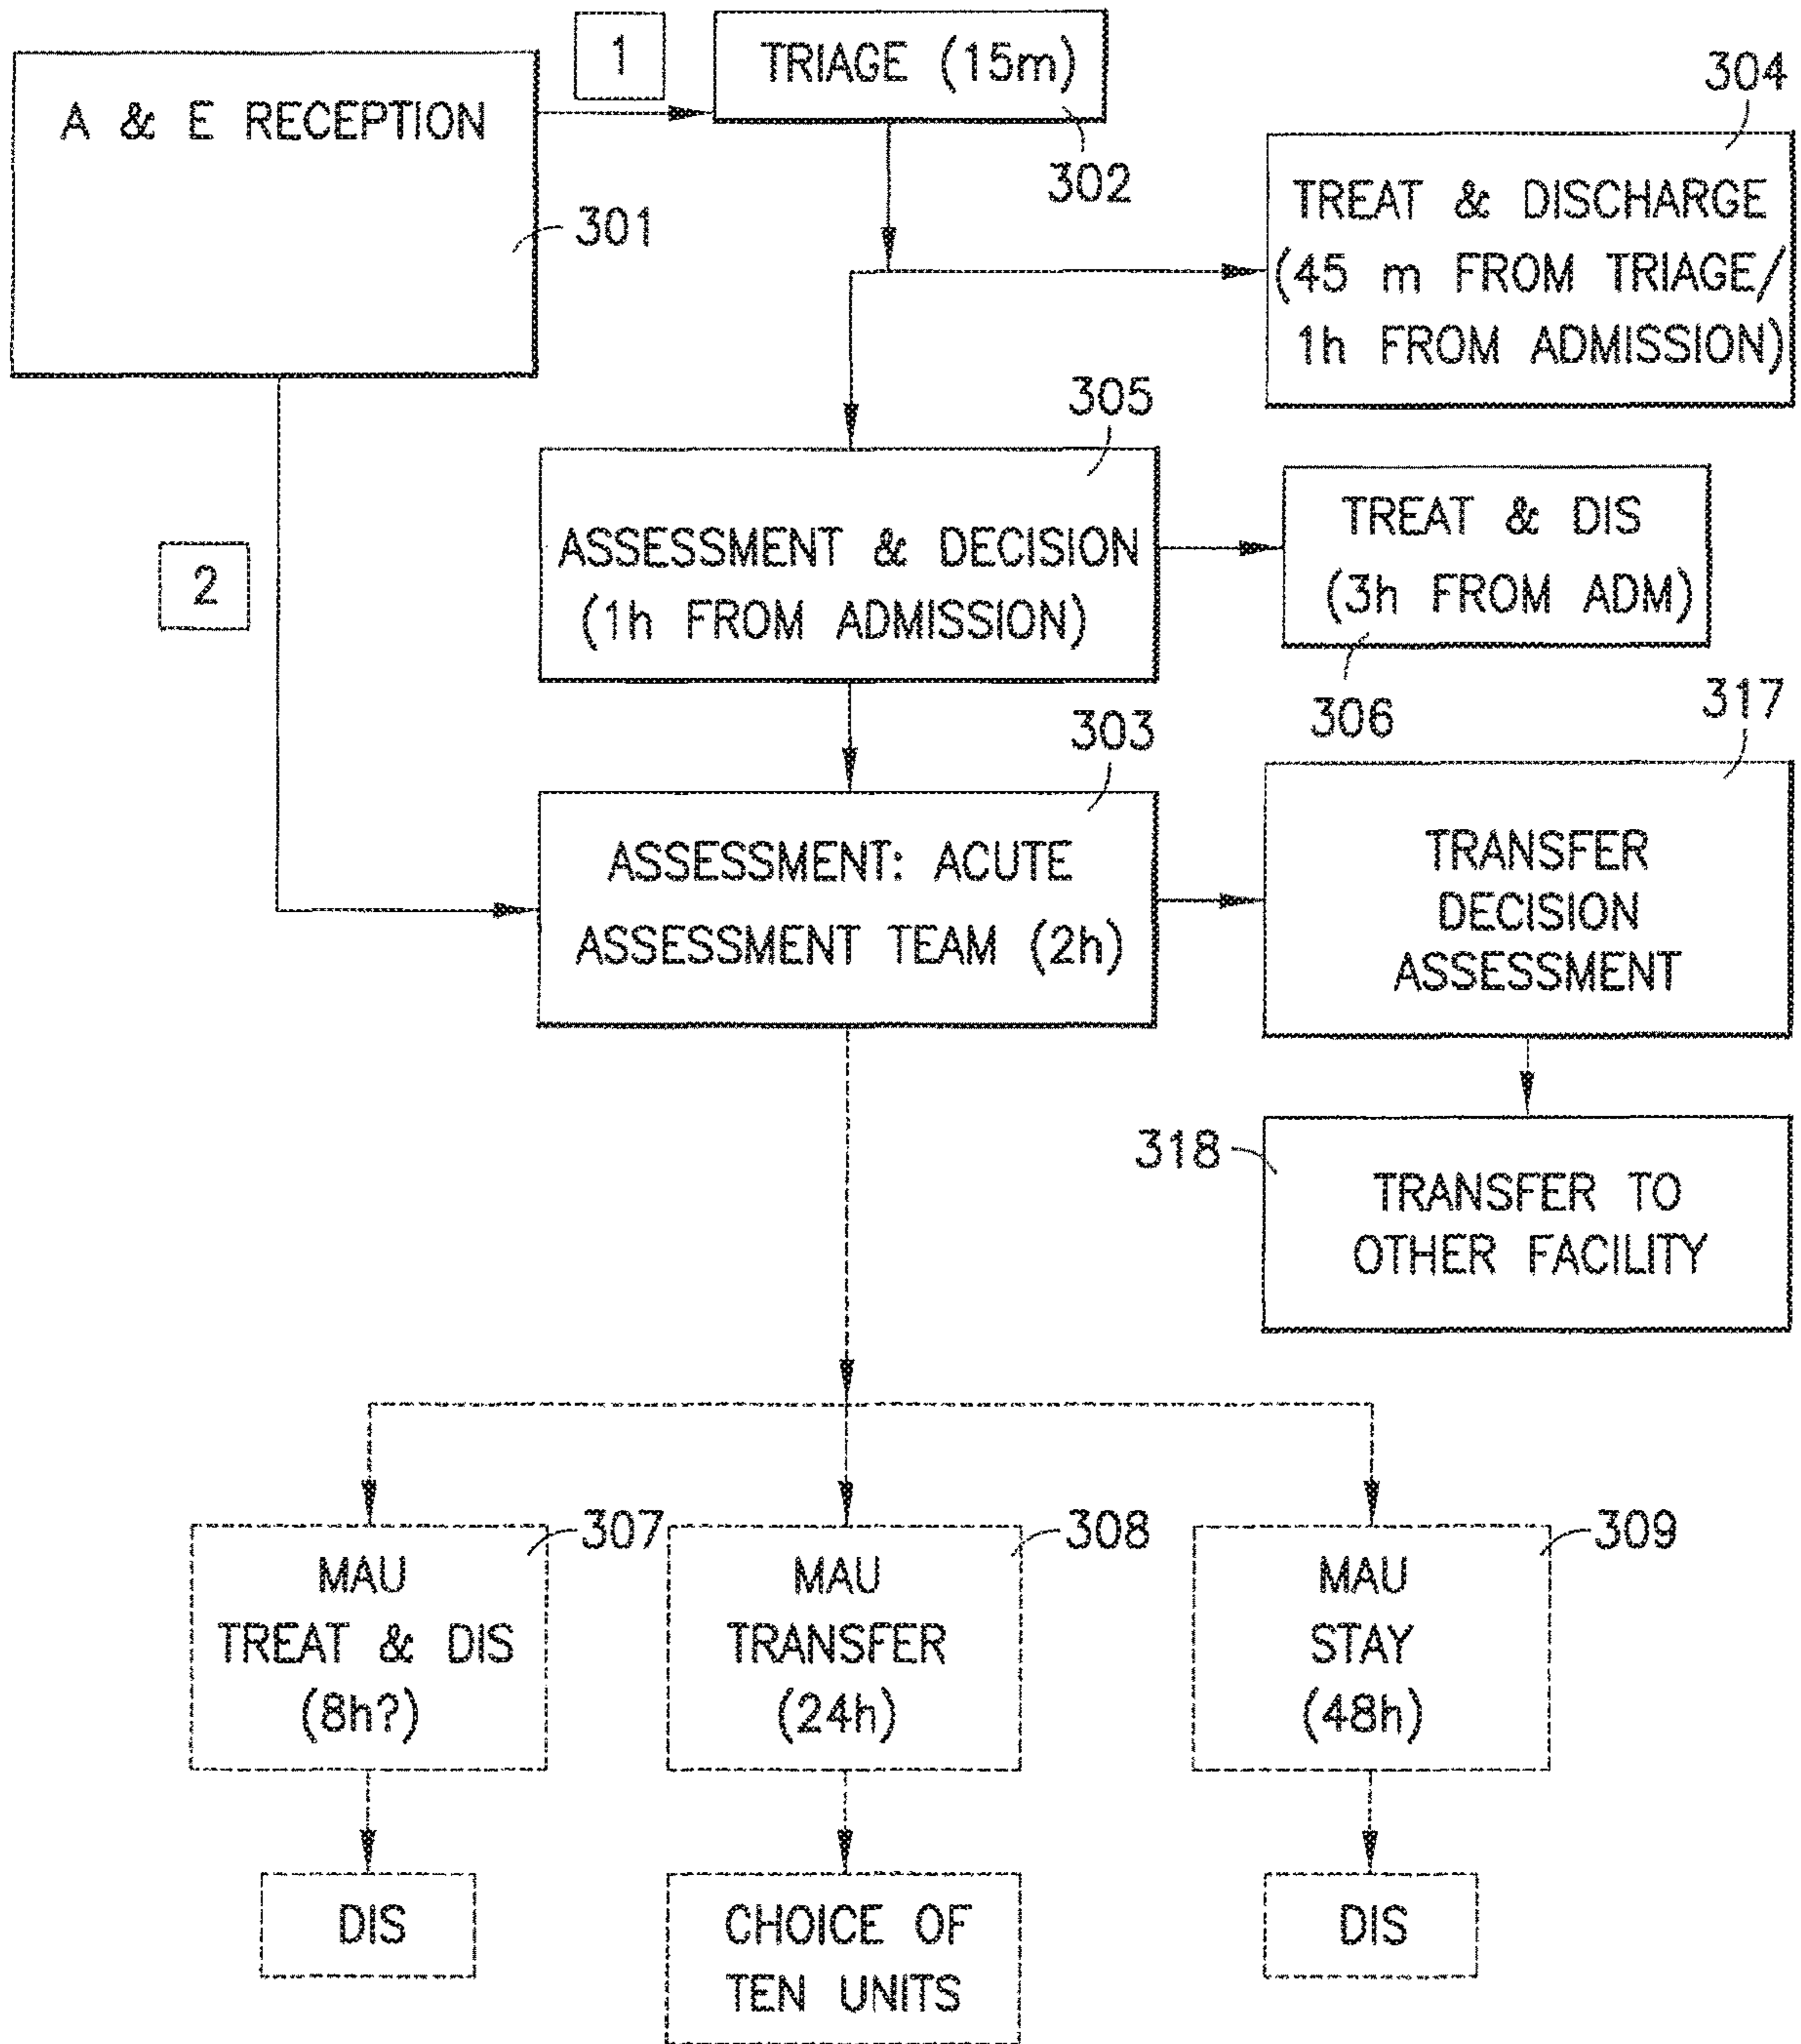 1
TRIAGE (15m)
A & E RECEPTION
301
302
304
TREAT & DISCHARGE
(45 m FROM TRIAGE/
1h FROM ADMISSION)
305
ASSESSMENT & DECISION
(1h FROM ADMISSION)
TREAT & DIS
(3h FROM ADM)
306
2
303
ASSESSMENT: ACUTE
ASSESSMENT TEAM (2h)
317
TRANSFER
DECISION
ASSESSMENT
318
TRANSFER TO
OTHER FACILITY
307
MAU
TREAT & DIS
(8h?)
308
MAU
TRANSFER
(24h)
309
MAU
STAY
(48h)
DIS
CHOICE OF
TEN UNITS
DIS